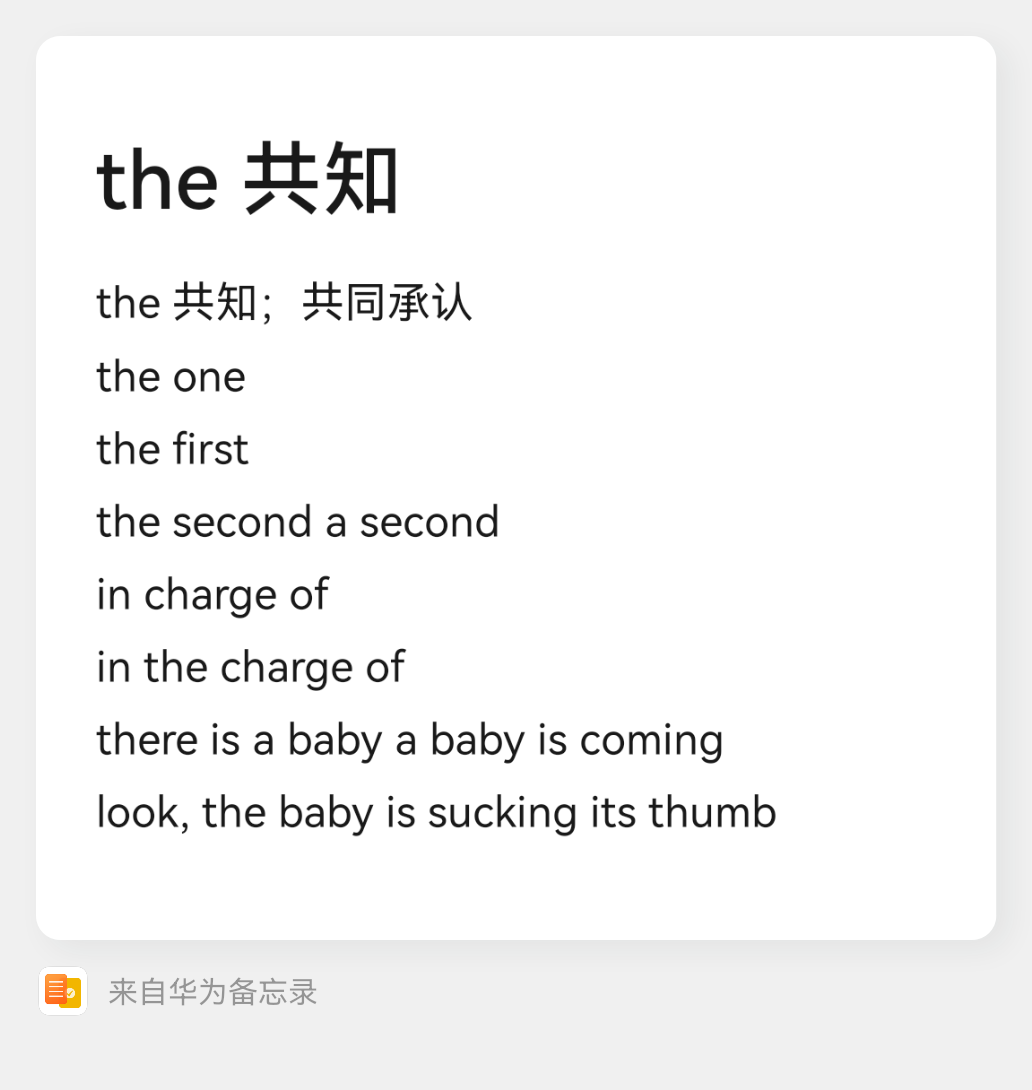 the 共知
the 共知；共同承认
the one
the first
the second a second
in charge of
in the charge of
there is a baby a baby is coming
look, the baby is sucking its thumb
来自华为备忘录